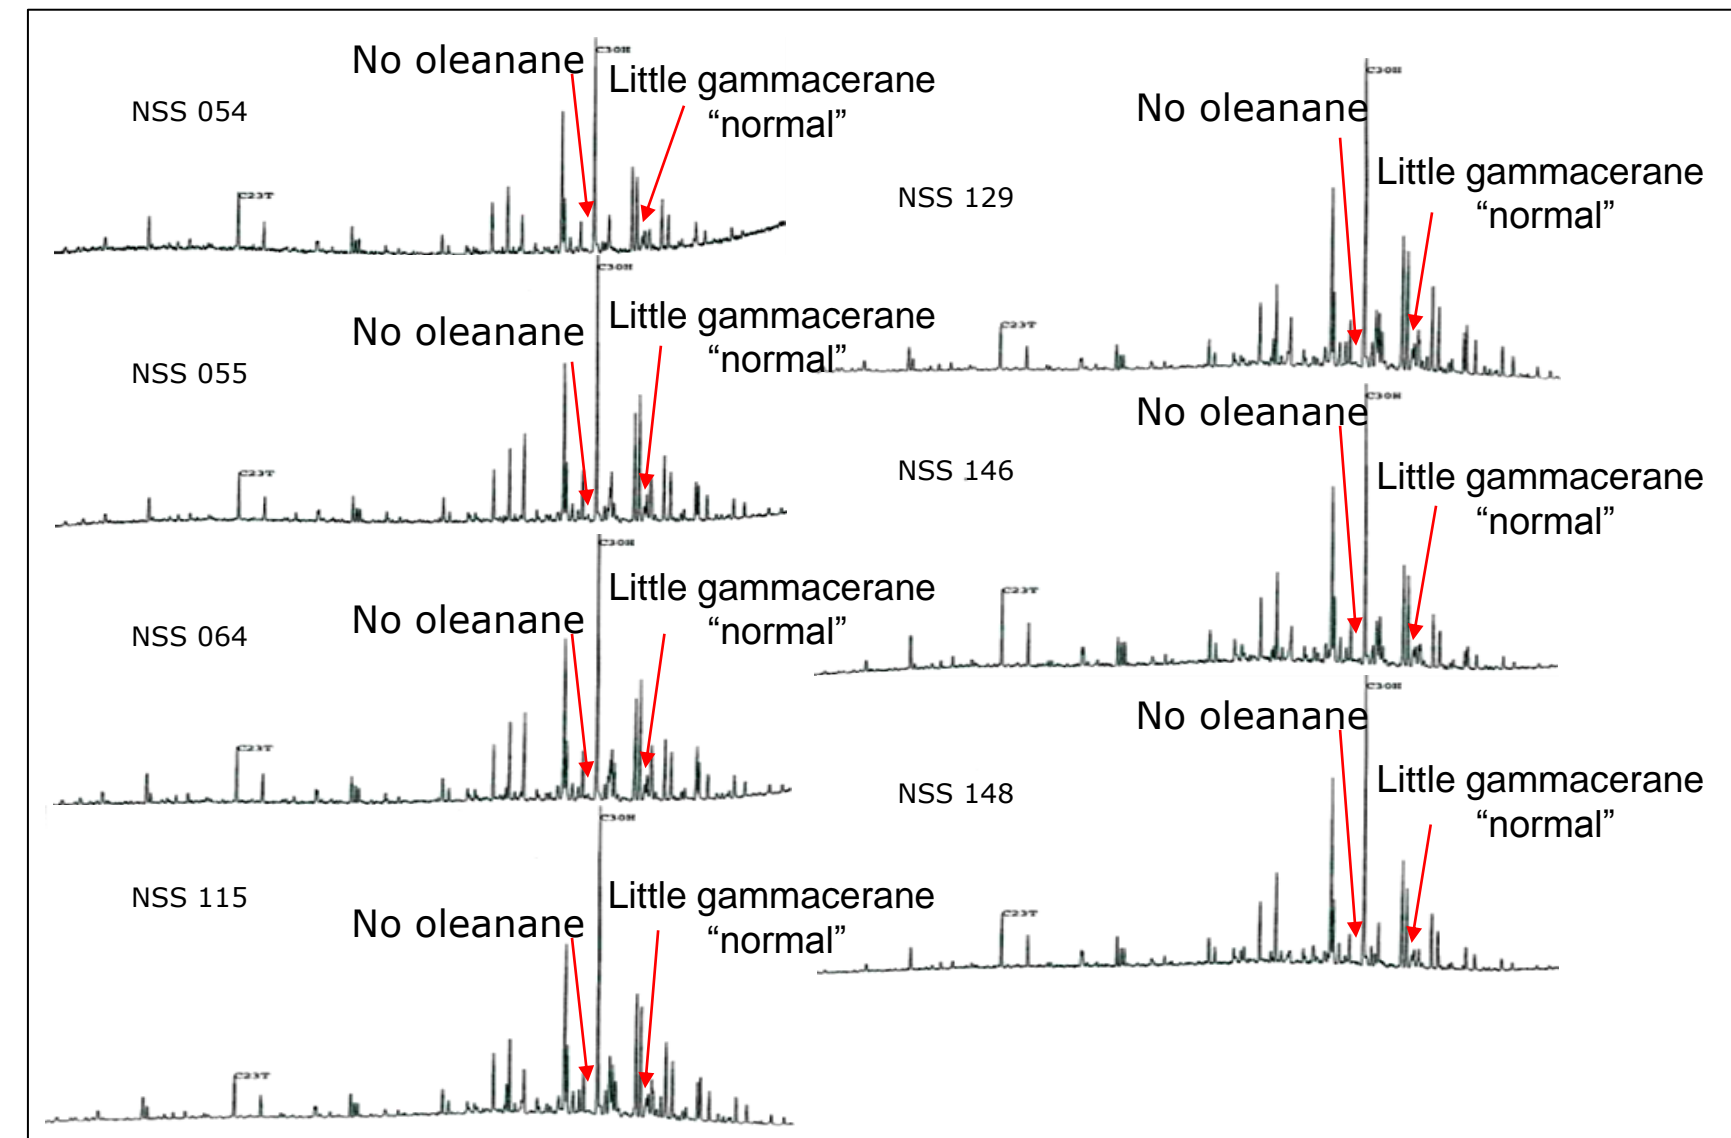 NSS 054
No oleanane
C30H
Little gammacerane
“normal”
C23T
NSS 055
No oleanane
C30H
Little gammacerane
“normal”
C23T
NSS 064
No oleanane
C30H
Little gammacerane
“normal”
C23T
NSS 115
No oleanane
C30H
Little gammacerane
“normal”
C23T
NSS 129
No oleanane
C30H
Little gammacerane
“normal”
C23T
NSS 146
No oleanane
C30H
Little gammacerane
“normal”
C23T
NSS 148
No oleanane
C30H
Little gammacerane
“normal”
C23T